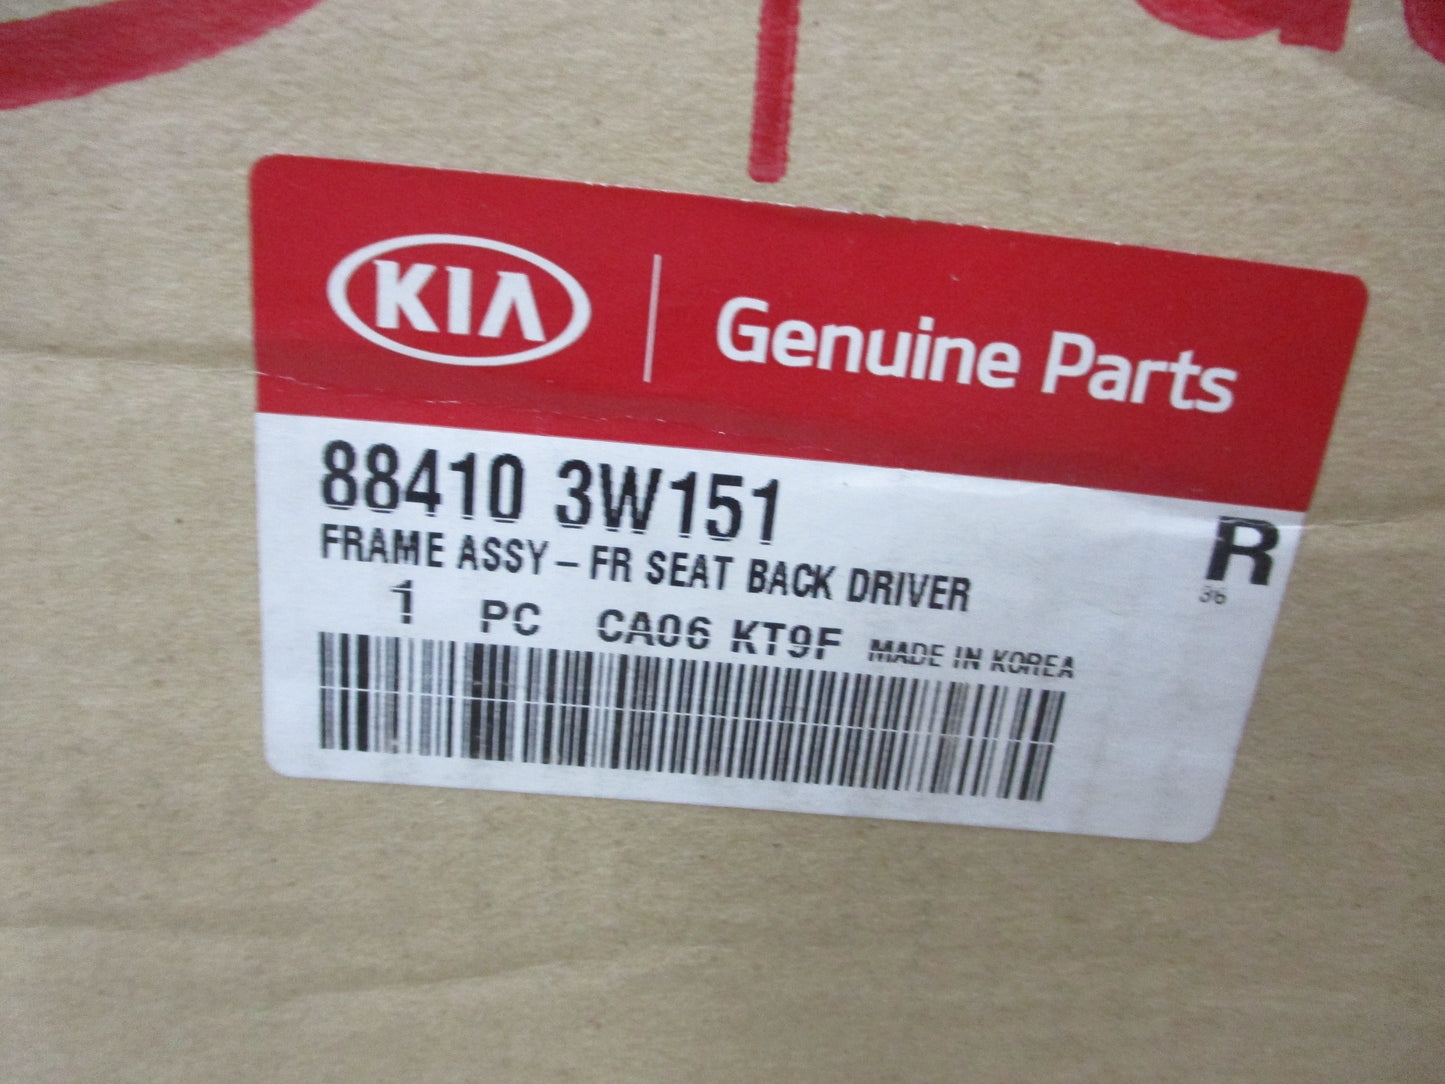 KIA Genuine Parts
88410 3W151
R
FRAME ASSY - FR SEAT BACK DRIVER
36
1 PC CA06 KT9F MADE IN KOREA